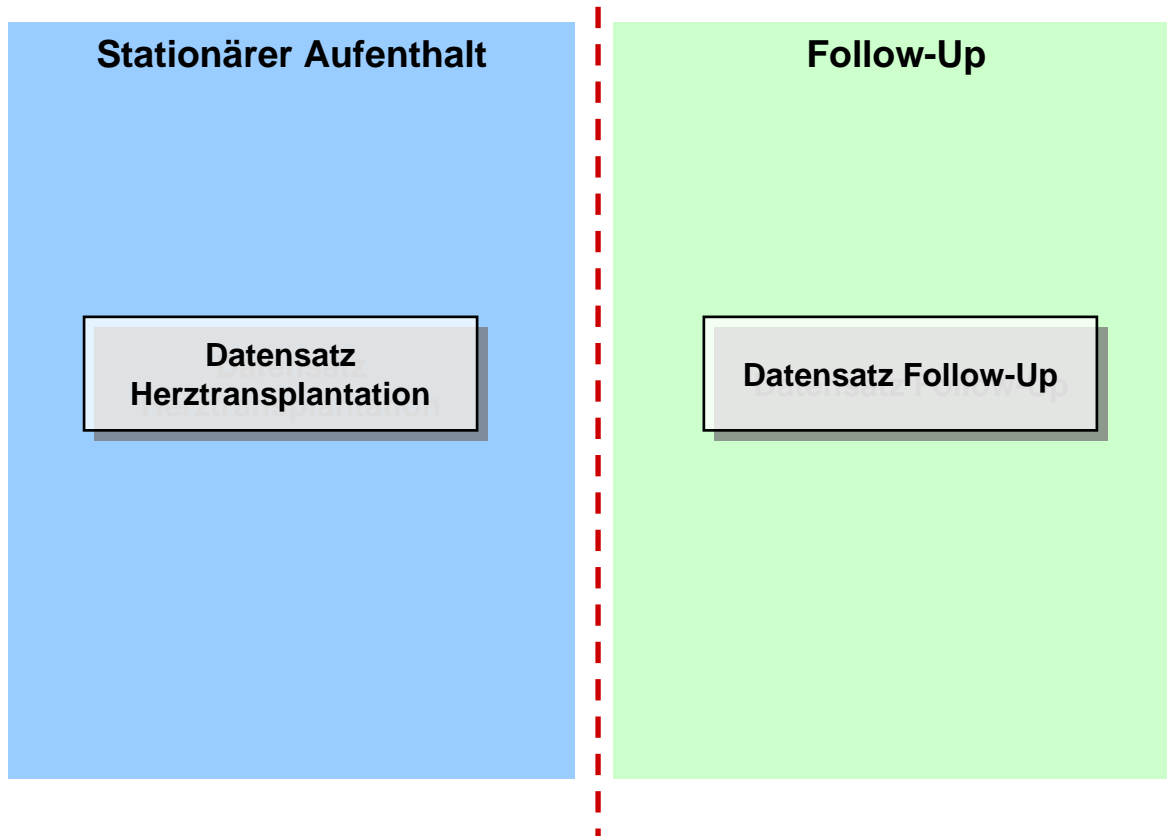 Stationärer Aufenthalt
Datensatz
Herztransplantation
Follow-Up
Datensatz Follow-Up